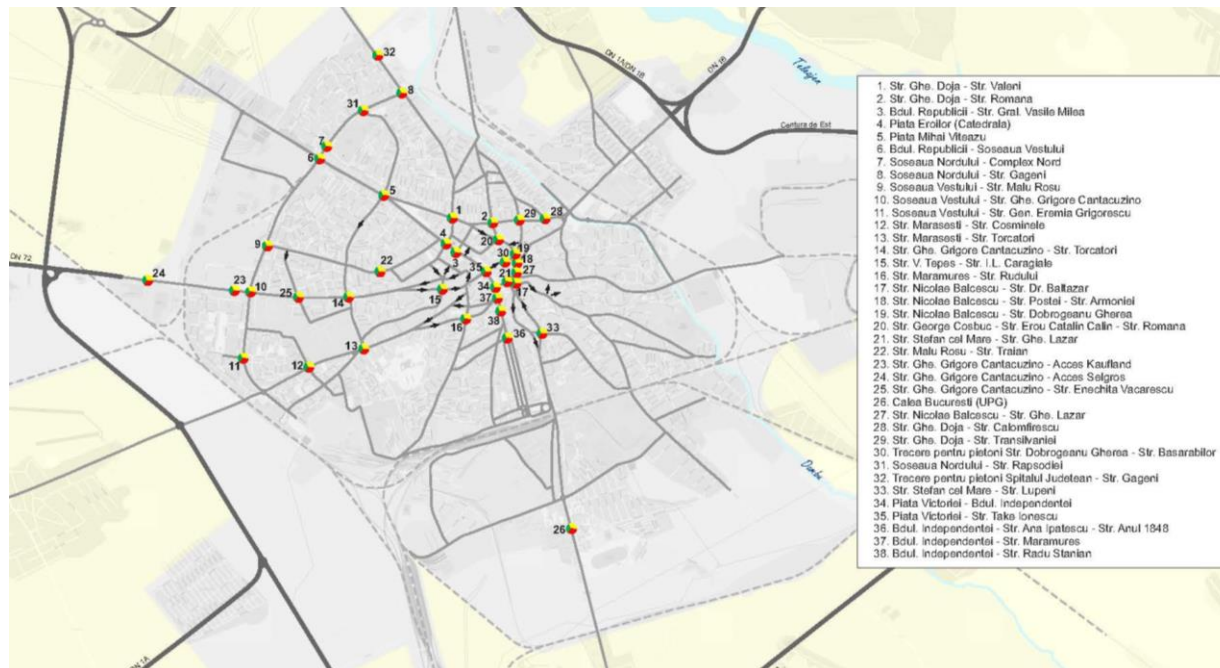 32
8
31
7
6
5
1
2
29
28
20
4
3
19
9
30
18
35
22
21
27
DN 72
24
23
10
25
14
15
34
17
37
16
38
36
33
13
12
11
26
DN 1A/DN 1B
DN 1B
Teleajen
Centura de Est
Dambu
DN 1A
1. Str. Ghe. Doja - Str. Valeni
2. Str. Ghe. Doja - Str. Romana
3. Bdul. Republicii - Str. Gral. Vasile Milea
4. Piata Eroilor (Catedrala)
5. Piata Mihai Viteazu
6. Bdul. Republicii - Soseaua Vestului
7. Soseaua Nordului - Complex Nord
8. Soseaua Nordului - Str. Gageni
9. Soseaua Vestului - Str. Malu Rosu
10. Soseaua Vestului - Str. Ghe. Grigore Cantacuzino
11. Soseaua Vestului - Str. Gen. Eremia Grigorescu
12. Str. Marasesti - Str. Cosminele
13. Str. Marasesti - Str. Torcatori
14. Str. Ghe. Grigore Cantacuzino - Str. Torcatori
15. Str. V. Tepes - Str. I.L. Caragiale
16. Str. Maramures - Str. Rudului
17. Str. Nicolae Balcescu - Str. Dr. Baltazar
18. Str. Nicolae Balcescu - Str. Postei - Str. Armoniei
19. Str. Nicolae Balcescu - Str. Dobrogeanu Gherea
20. Str. George Cosbuc - Str. Erou Catalin Calin - Str. Romana
21. Str. Stefan cel Mare - Str. Ghe. Lazar
22. Str. Malu Rosu - Str. Traian
23. Str. Ghe. Grigore Cantacuzino - Acces Kaufland
24. Str. Ghe. Grigore Cantacuzino - Acces Selgros
25. Str. Ghe. Grigore Cantacuzino - Str. Enechita Vacarescu
26. Calea Bucuresti (UPG)
27. Str. Nicolae Balcescu - Str. Ghe. Lazar
28. Str. Ghe. Doja - Str. Calomfirescu
29. Str. Ghe. Doja - Str. Transilvaniei
30. Trecere pentru pietoni Str. Dobrogeanu Gherea - Str. Basarabilor
31. Soseaua Nordului - Str. Rapsodiei
32. Trecere pentru pietoni Spitalul Judetean - Str. Gageni
33. Str. Stefan cel Mare - Str. Lupeni
34. Piata Victoriei - Bdul. Independentei
35. Piata Victoriei - Str. Take Ionescu
36. Bdul. Independentei - Str. Ana Ipatescu - Str. Anul 1848
37. Bdul. Independentei - Str. Maramures
38. Bdul. Independentei - Str. Radu Stanian